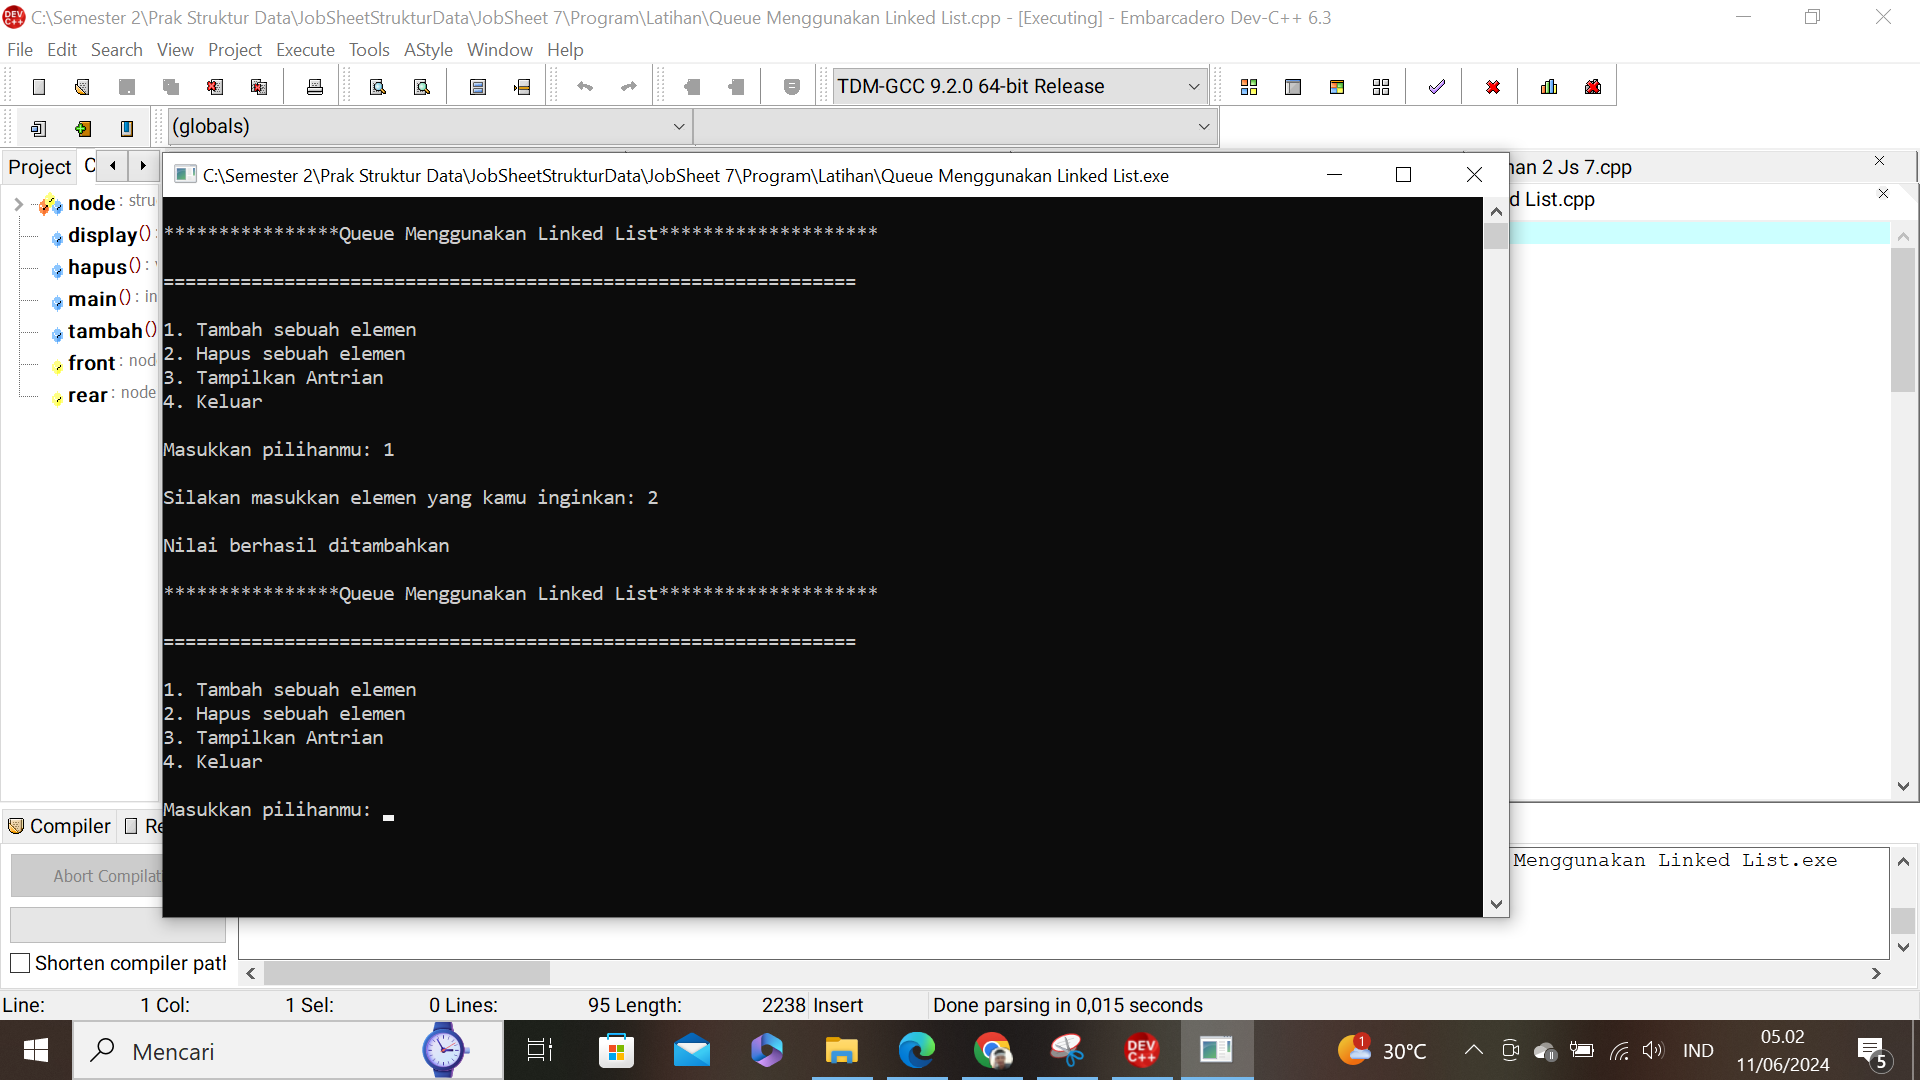 C:\Semester 2\Prak Struktur Data\JobSheetStrukturData\JobSheet 7\Program\Latihan\Queue Menggunakan Linked List.cpp - [Executing] - Embarcadero Dev-C++ 6.3
File Edit Search View Project Execute Tools AStyle Window Help
TDM-GCC 9.2.0 64-bit Release
(globals)
Project
C:\Semester 2\Prak Struktur Data\JobSheetStrukturData\JobSheet 7\Program\Latihan\Queue Menggunakan Linked List.exe
han 2 Js 7.cpp
d List.cpp
node : stru
display() :
hapus() :
main() : in
tambah()
front : nod
rear : node
****************Queue Menggunakan Linked List********************
===============================================================
1. Tambah sebuah elemen
2. Hapus sebuah elemen
3. Tampilkan Antrian
4. Keluar
Masukkan pilihanmu: 1
Silakan masukkan elemen yang kamu inginkan: 2
Nilai berhasil ditambahkan
****************Queue Menggunakan Linked List********************
===============================================================
1. Tambah sebuah elemen
2. Hapus sebuah elemen
3. Tampilkan Antrian
4. Keluar
Masukkan pilihanmu:
Compiler Re
Abort Compilat
Menggunakan Linked List.exe
Shorten compiler path
Line: 1 Col: 1 Sel: 0 Lines: 95 Length: 2238 Insert Done parsing in 0,015 seconds
Mencari
DEV C++
1
30°C
IND
05.02
11/06/2024
5